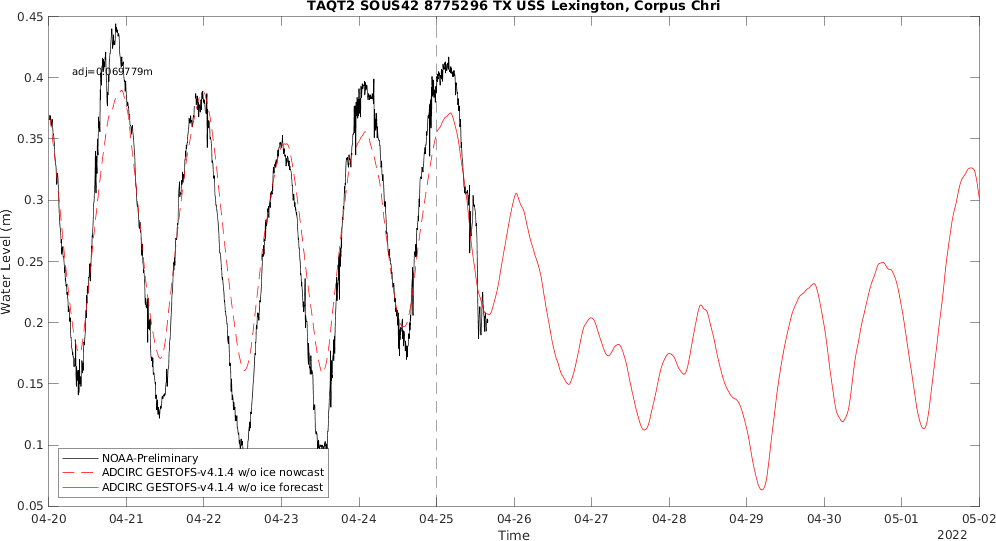 TAQT2 SOUS42 8775296 TX USS Lexington, Corpus Chri
0.45
0.4
0.35
0.3
0.25
0.2
0.15
0.1
0.05
Water Level (m)
adj=0.069779m
NOAA-Preliminary
ADCIRC GESTOFS-v4.1.4 w/o ice nowcast
ADCIRC GESTOFS-v4.1.4 w/o ice forecast
04-20 04-21 04-22 04-23 04-24 04-25 04-26 04-27 04-28 04-29 04-30 05-01 05-02
Time
2022